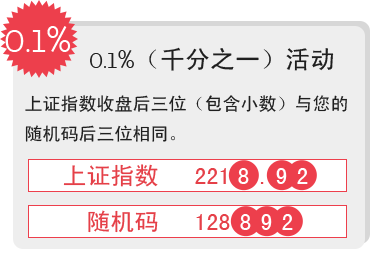 0.1%
0.1%（千分之一）活动
上证指数收盘后三位（包含小数）与您的
随机码后三位相同。
上证指数 2218.92
随机码 128892